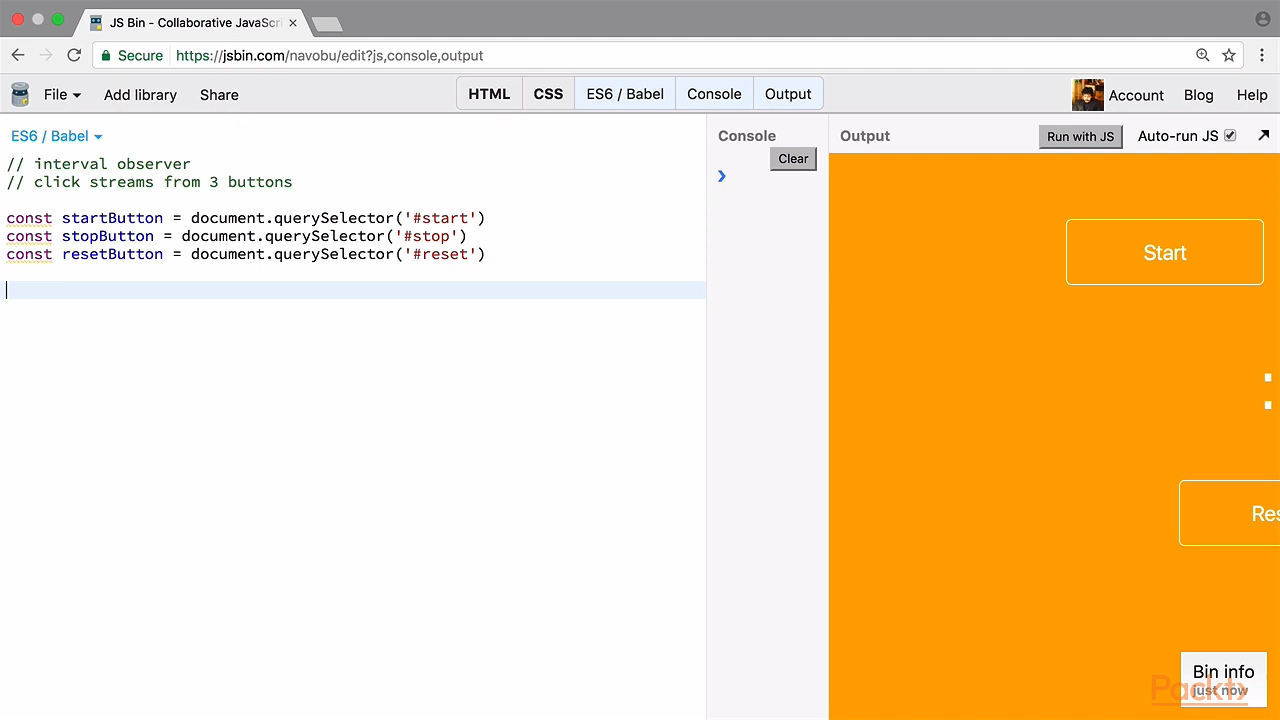 JS Bin - Collaborative JavaScri
Secure https://jsbin.com/navobu/edit?js,console,output
File Add library Share HTML CSS ES6 / Babel Console Output Account Blog Help
ES6 / Babel
Console
Clear
Output Run with JS Auto-run JS
// interval observer
// click streams from 3 buttons
const startButton = document.querySelector('#start')
const stopButton = document.querySelector('#stop')
const resetButton = document.querySelector('#reset')
Start
:
Res
Bin info
just now
Packt